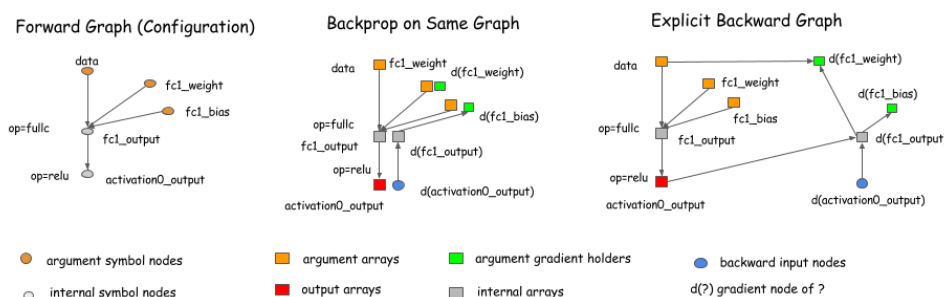 Forward Graph (Configuration)
data
fc1_weight
fc1_bias
op=fullc
fc1_output
op=relu
activation0_output
Backprop on Same Graph
data
fc1_weight
d(fc1_weight)
d(fc1_bias)
op=fullc
fc1_output
d(fc1_output)
op=relu
d(activation0_output)
activation0_output
Explicit Backward Graph
d(fc1_weight)
data
fc1_weight
d(fc1_bias)
fc1_bias
op=fullc
fc1_output
d(fc1_output
op=relu
activation0_output
d(activation0_output)
argument symbol nodes
argument arrays
argument gradient holders
backward input nodes
internal symbol nodes
output arrays
internal arrays
d(?) gradient node of ?